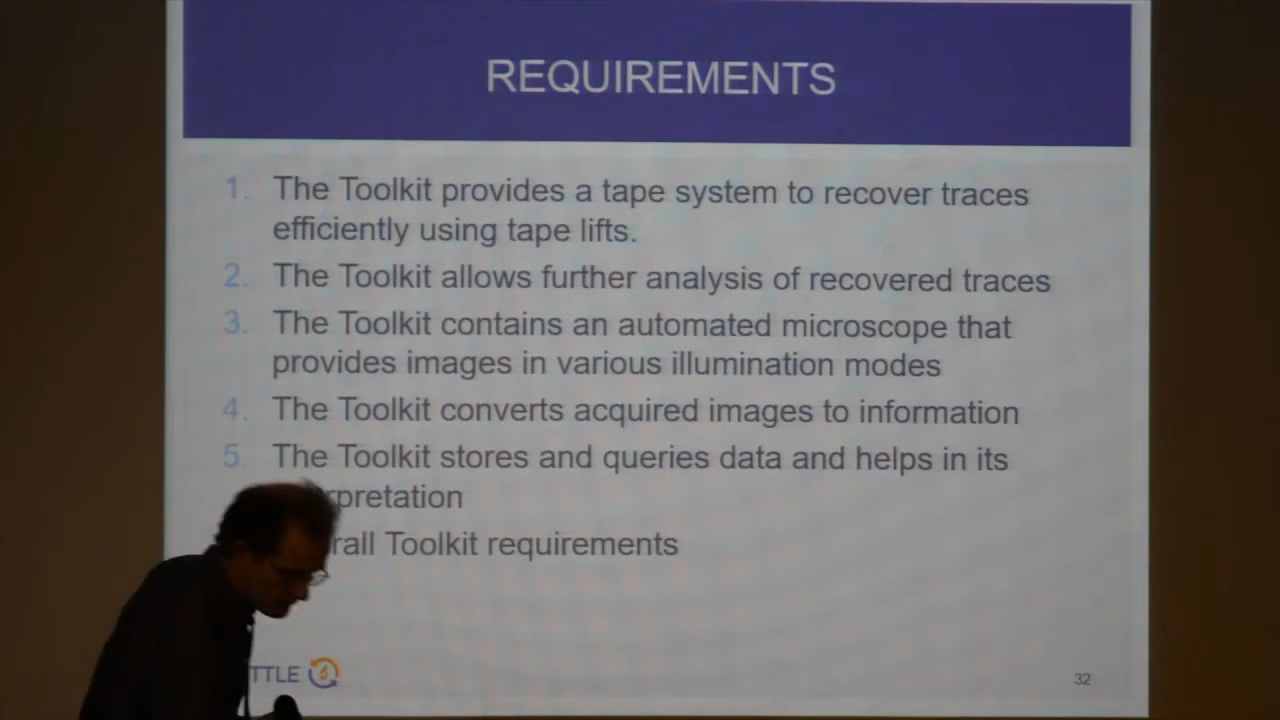 REQUIREMENTS
1. The Toolkit provides a tape system to recover traces
efficiently using tape lifts.
2. The Toolkit allows further analysis of recovered traces
3. The Toolkit contains an automated microscope that
provides images in various illumination modes
4. The Toolkit converts acquired images to information
5. The Toolkit stores and queries data and helps in its
rpretation
rall Toolkit requirements
TTLE
32